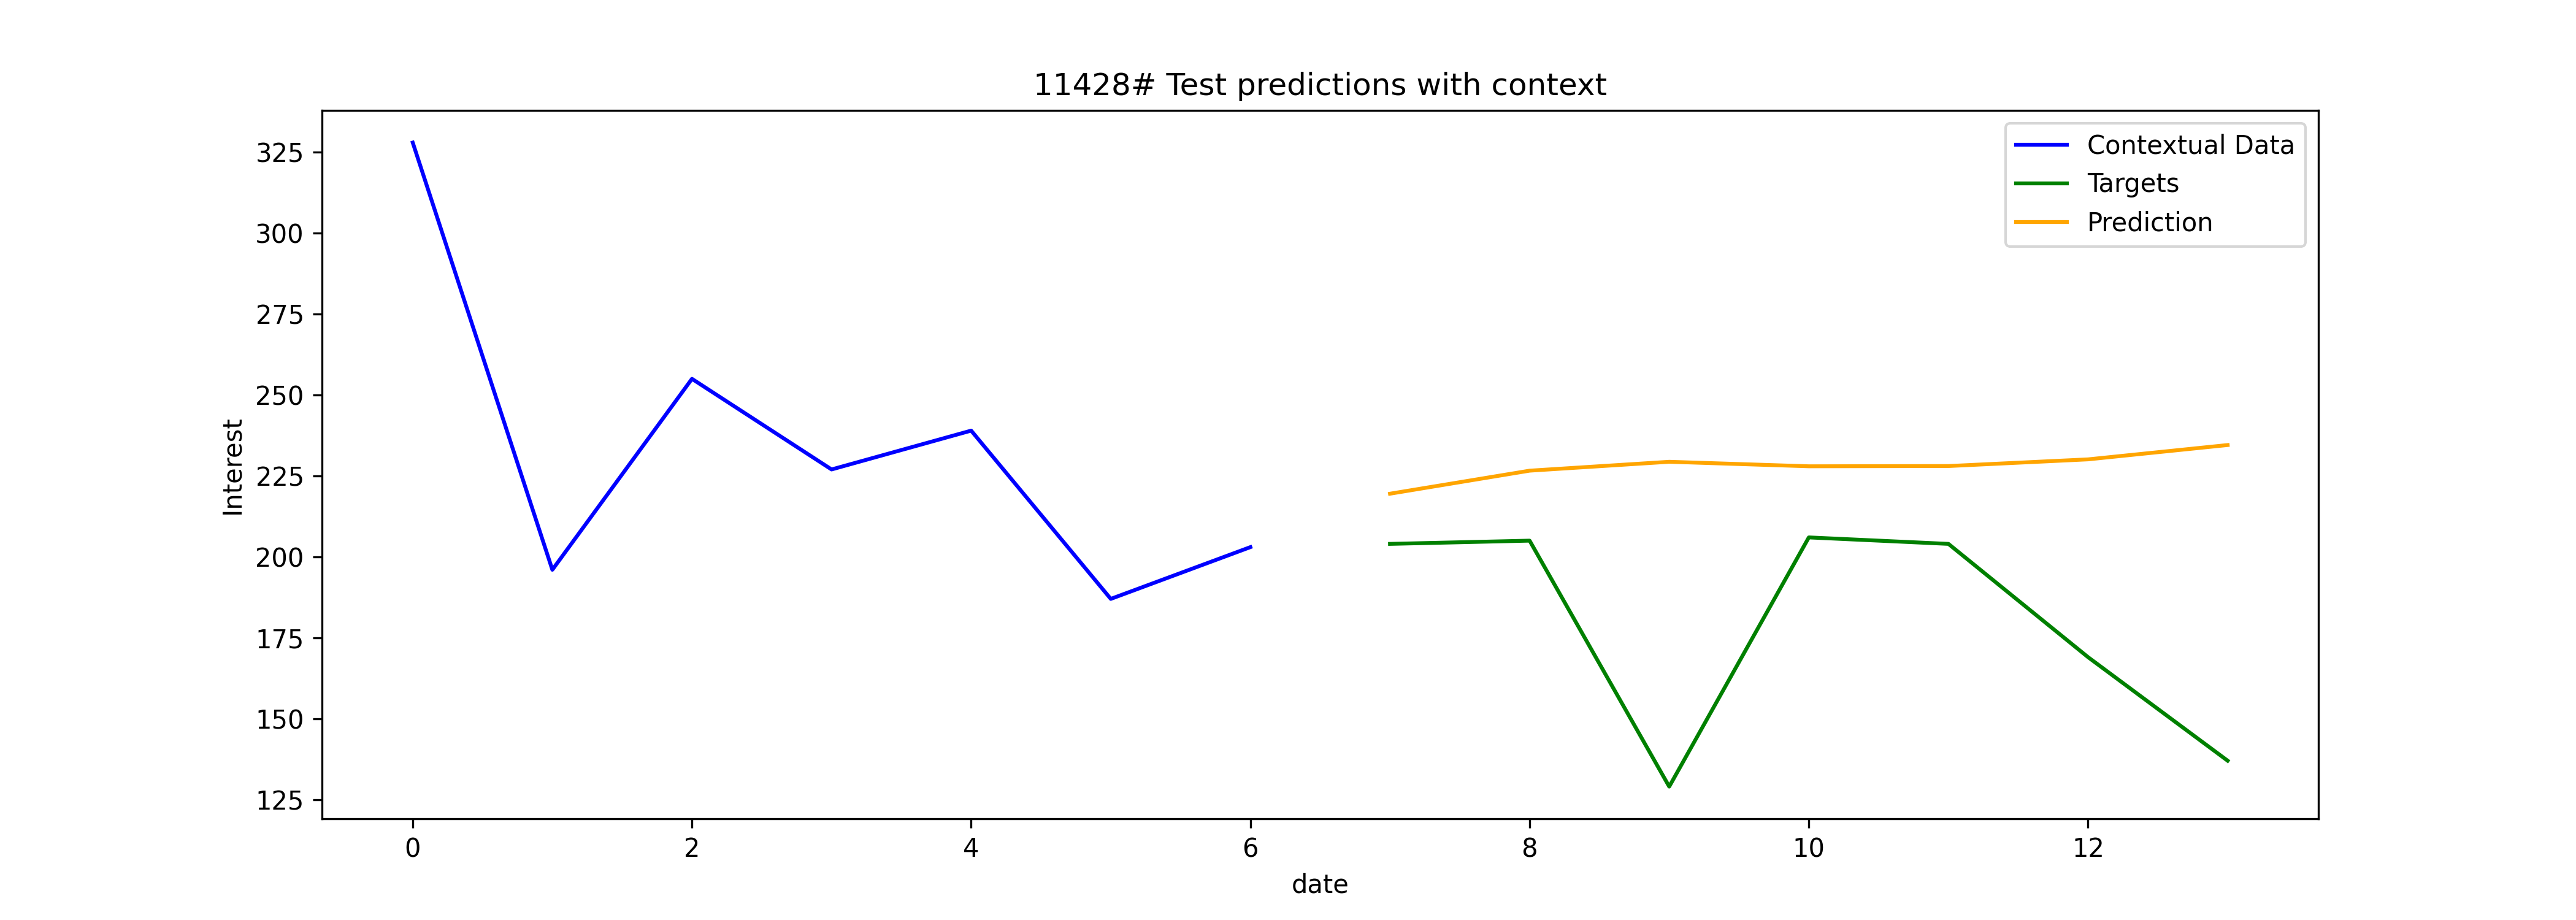 11428# Test predictions with context
Contextual Data
Targets
Prediction
Interest
325
300
275
250
225
200
175
150
125
0 2 4 6 8 10 12
date